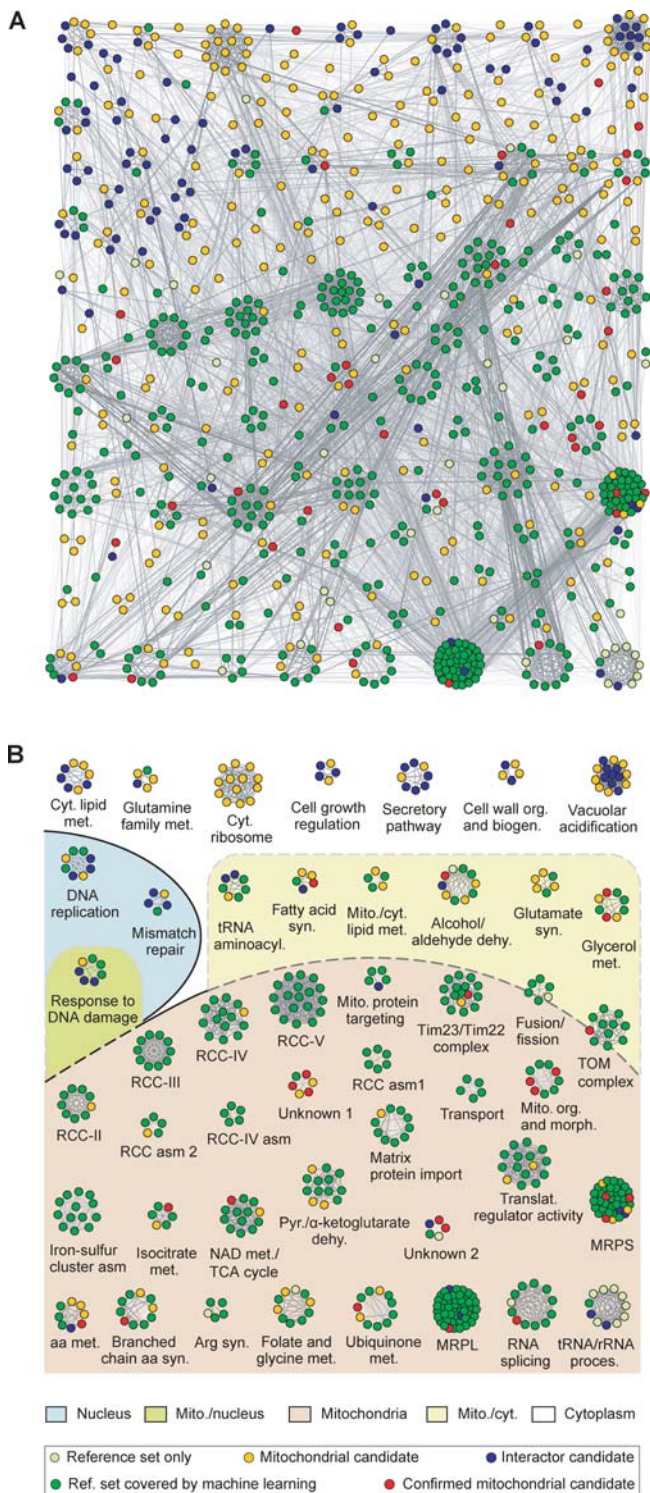 A
B
Cyt. lipid met.
Glutamine family met.
Cyt. ribosome
Cell growth regulation
Secretory pathway
Cell wall org. and biogen.
Vacuolar acidification
DNA replication
Mismatch repair
Response to DNA damage
tRNA aminoacyl.
Fatty acid syn.
Mito./cyt. lipid met.
Alcohol/ aldehyde dehy.
Glutamate syn.
Glycerol met.
RCC-II
RCC-III
RCC-IV
RCC-V
Mito. protein targeting
Tim23/Tim22 complex
Fusion/ fission
TOM complex
RCC asm 2
RCC-IV asm
Unknown 1
RCC asm1
Matrix protein import
Transport
Mito. org. and morph.
Iron-sulfur cluster asm
Isocitrate met.
NAD met./ TCA cycle
Pyr./α-ketoglutarate dehy.
Unknown 2
Translat. regulator activity
MRPS
aa met.
Branched chain aa syn.
Arg syn.
Folate and glycine met.
Ubiquinone met.
MRPL
RNA splicing
tRNA/rRNA proces.
Nucleus
Mito./nucleus
Mitochondria
Mito./cyt.
Cytoplasm
Reference set only
Mitochondrial candidate
Interactor candidate
Ref. set covered by machine learning
Confirmed mitochondrial candidate